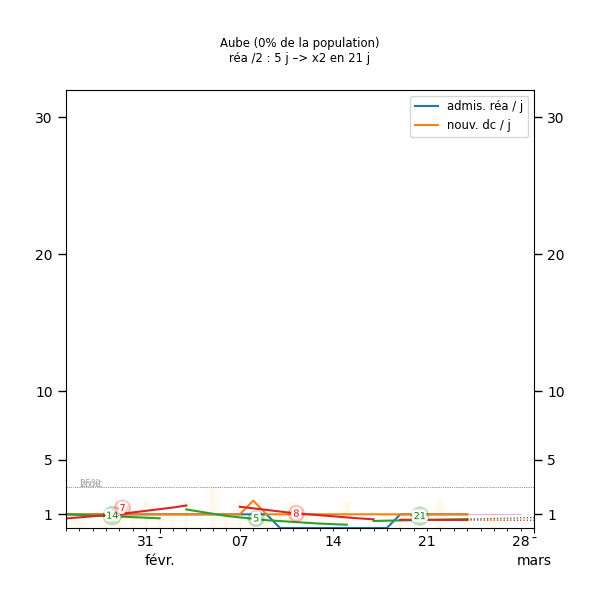 Aube (0% de la population)
réa /2 : 5 j –> x2 en 21 j
admis. réa / j
nouv. dc / j
30 30
20 20
10 10
5 5
1 1
7
14 5 8 21
31 - 07 14 21 28 -
févr. mars